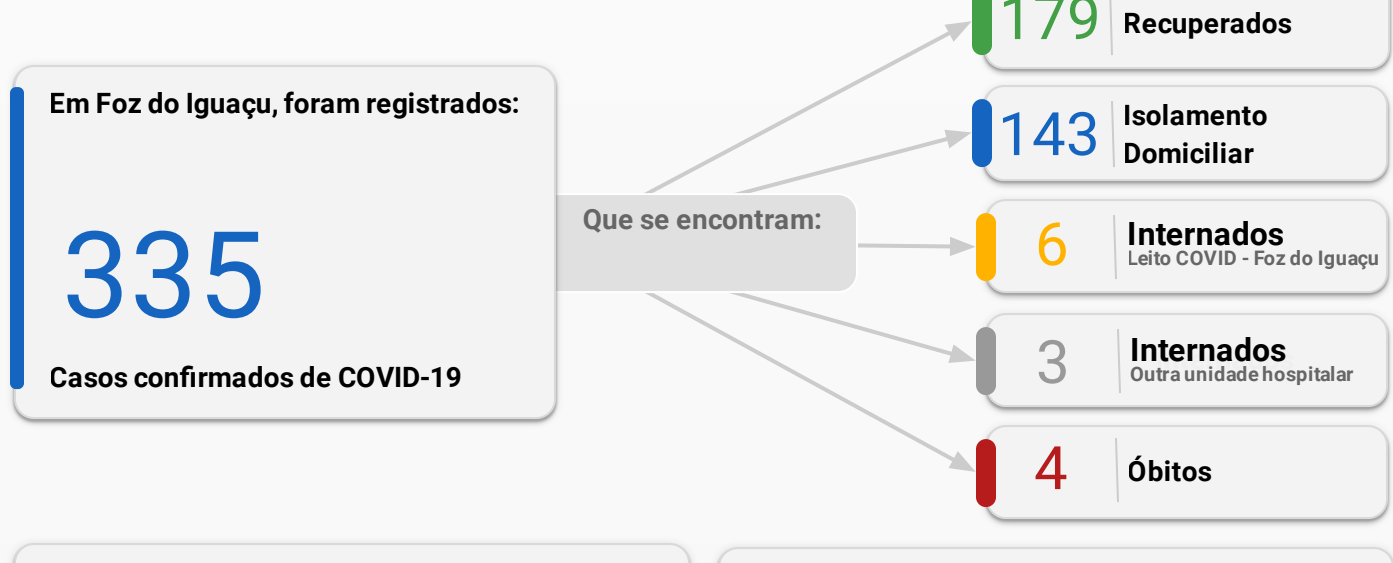 Em Foz do Iguaçu, foram registrados:
335
Casos confirmados de COVID-19
Que se encontram:
179
Recuperados
143
Isolamento
Domiciliar
6
Internados
Leito COVID - Foz do Iguaçu
3
Internados
Outra unidade hospitalar
4
Óbitos